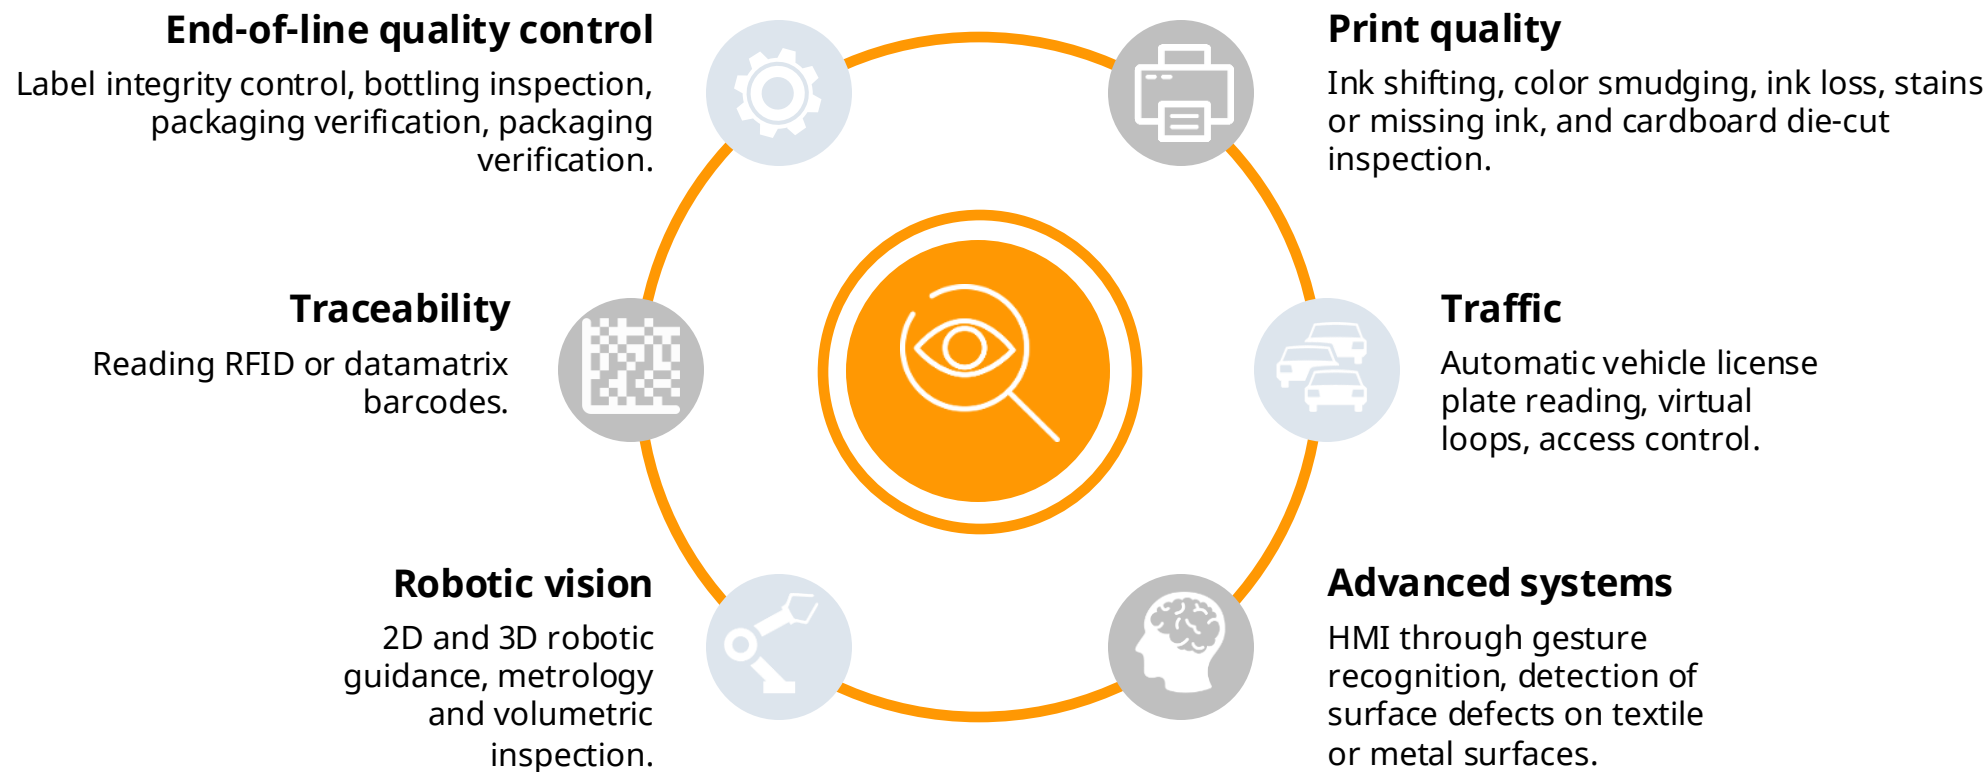 End-of-line quality control
Label integrity control, bottling inspection,
packaging verification, packaging
verification.
Print quality
Ink shifting, color smudging, ink loss, stains
or missing ink, and cardboard die-cut
inspection.
Traceability
Reading RFID or datamatrix
barcodes.
Traffic
Automatic vehicle license
plate reading, virtual
loops, access control.
Robotic vision
2D and 3D robotic
guidance, metrology
and volumetric
inspection.
Advanced systems
HMI through gesture
recognition, detection of
surface defects on textile
or metal surfaces.